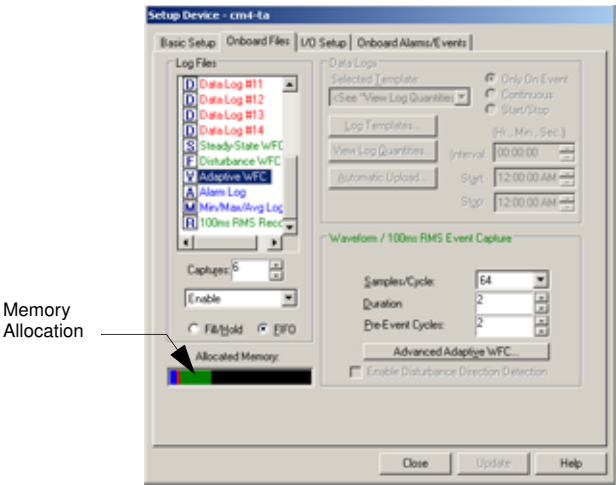 Setup Device - cm4-ta
Basic Setup
Onboard Files
I/O Setup
Onboard Alarms/Events
Log Files
D Data Log #11
D Data Log #12
D Data Log #13
D Data Log #14
S Steady-State WFC
F Disturbance WFC
Adaptive WFC
A Alarm Log
M Min/Max/Avg Log
R 100ms RMS Reco
Captures: 6
Enable
Fill/Hold
FIFO
Allocated Memory:
Memory
Allocation
Data Logs
Selected Template:
<See "View Log Quantities
Only On Event
Continuous
Start/Stop
Log Templates...
View Log Quantities...
Automatic Upload...
(Hr., Min., Sec.)
Interval: 00:00:00
Start: 12:00:00 AM
Stop: 12:00:00 AM
Waveform / 100ms RMS Event Capture
Samples/Cycle: 64
Duration 2
Pre-Event Cycles: 2
Advanced Adaptive WFC...
Enable Disturbance Direction Detection
Close
Update
Help